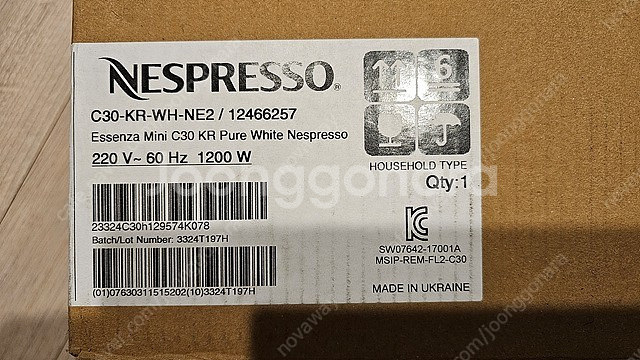 NESPRESSO®
C30-KR-WH-NE2 / 12466257
Essenza Mini C30 KR Pure White Nespresso
220 V~ 60 Hz 1200 W
6
HOUSEHOLD TYPE
Qty:1
23324C30h129574K078
Batch/Lot Number: 3324T197H
SW07642-17001A
MSIP-REM-FL2-C30
(01)07630311515202(10)3324T197H
MADE IN UKRAINE
joonggonara